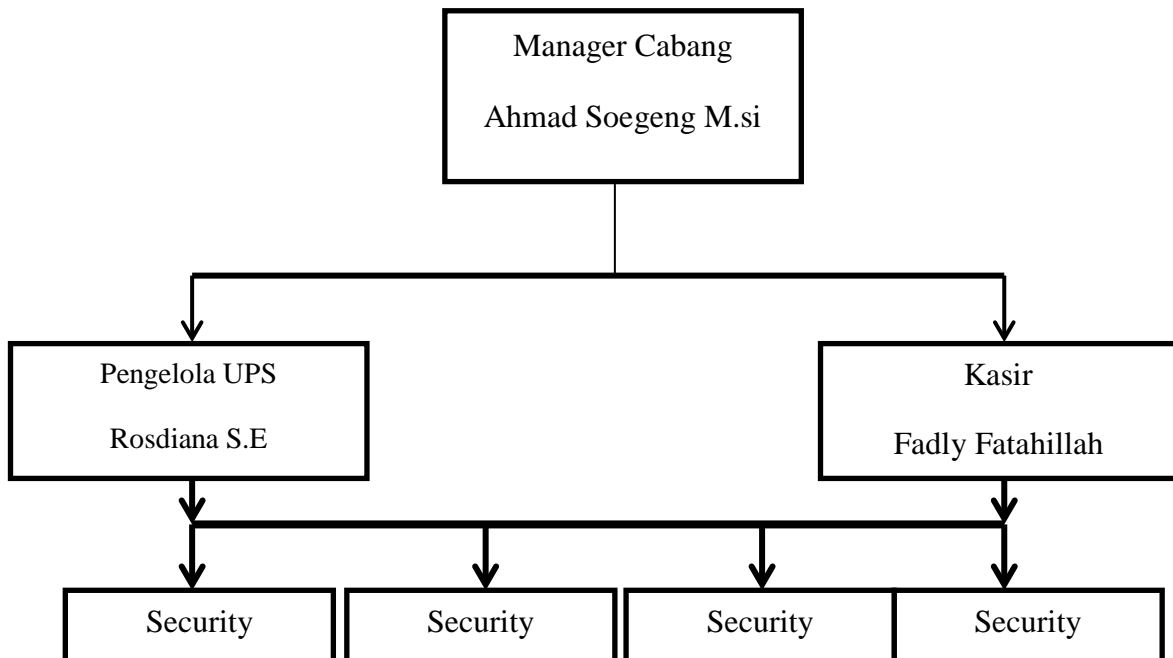 Manager Cabang
Ahmad Soegeng M.si
Pengelola UPS
Rosdiana S.E
Kasir
Fadly Fatahillah
Security
Security
Security
Security